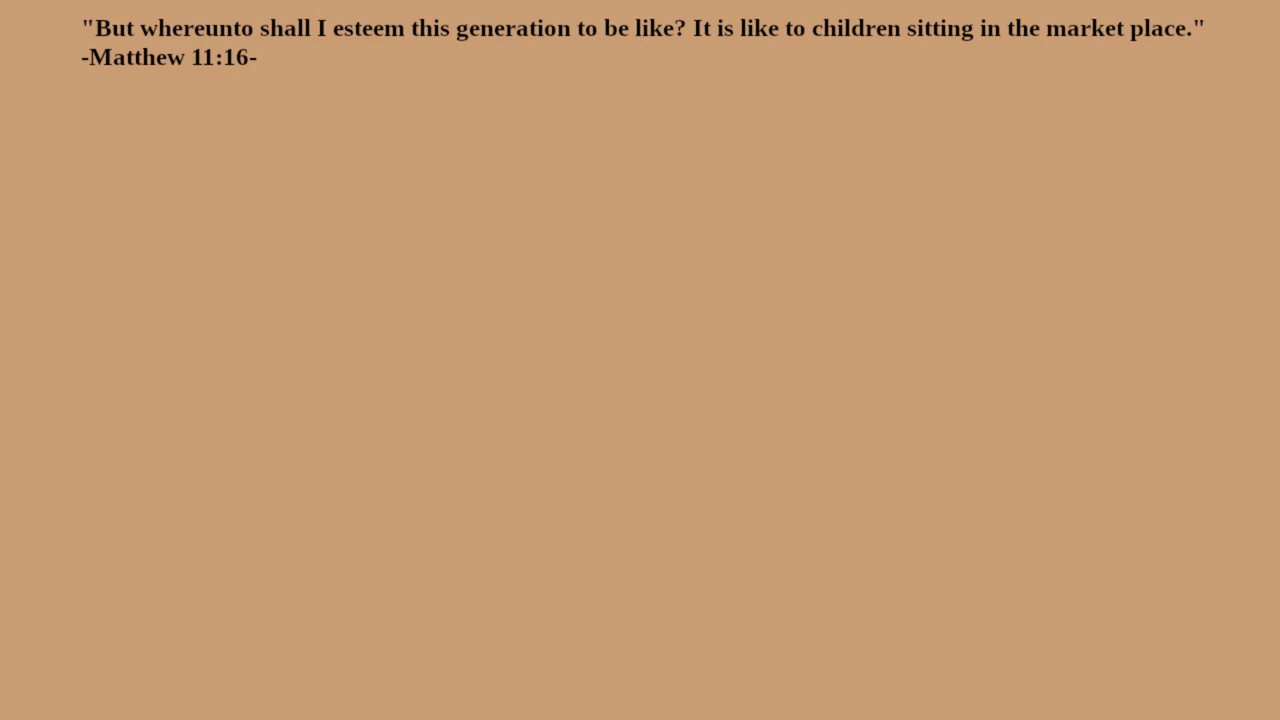 "But whereunto shall I esteem this generation to be like? It is like to children sitting in the market place."
-Matthew 11:16-